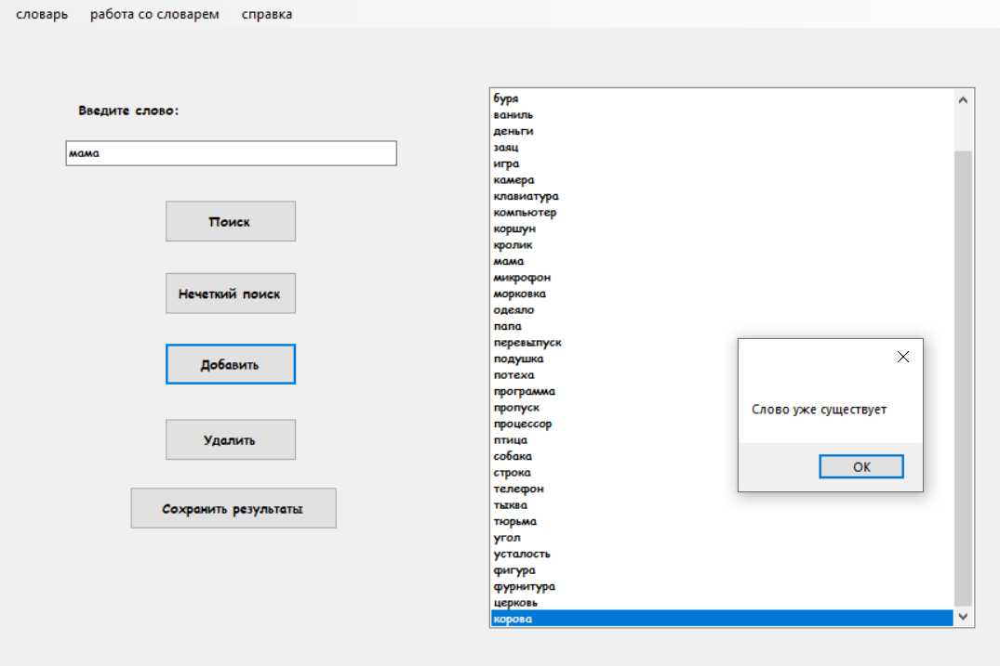 словарь работа со словарем справка
Введите слово:
мама
Поиск
Нечеткий поиск
Добавить
Удалить
Сохранить результаты
буря
ваниль
деньги
заяц
игра
камера
клавиатура
компьютер
коршун
кролик
мама
микрофон
морковка
одеяло
папа
перевыпуск
подушка
потеха
программа
пропуск
процессор
птица
собака
строка
телефон
тыква
тюрьма
угол
усталость
фигура
фурнитура
церковь
корова
Слово уже существует
ОК